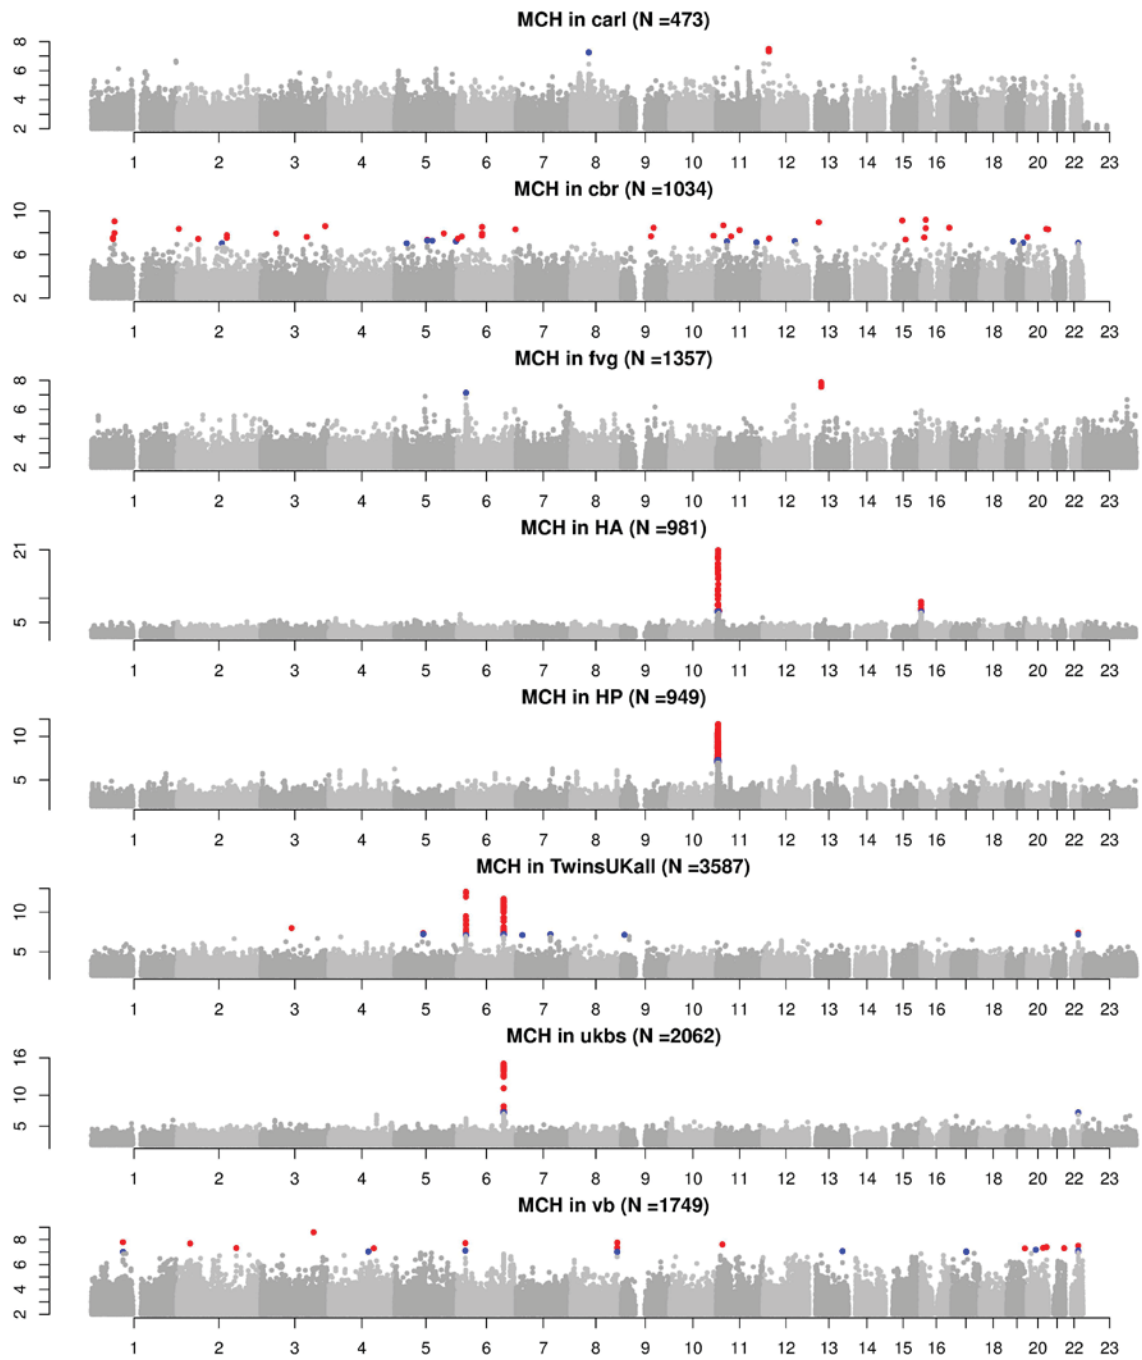 MCH in carl (N =473)
8
6
4
2
1 2 3 4 5 6 7 8 9 10 11 12 13 14 15 16 18 20 22 23
MCH in cbr (N =1034)
10
6
2
1 2 3 4 5 6 7 8 9 10 11 12 13 14 15 16 18 20 22 23
MCH in fvg (N =1357)
8
6
4
2
1 2 3 4 5 6 7 8 9 10 11 12 13 14 15 16 18 20 22 23
MCH in HA (N =981)
21
5
1 2 3 4 5 6 7 8 9 10 11 12 13 14 15 16 18 20 22 23
MCH in HP (N =949)
10
5
1 2 3 4 5 6 7 8 9 10 11 12 13 14 15 16 18 20 22 23
MCH in TwinsUKall (N =3587)
10
5
1 2 3 4 5 6 7 8 9 10 11 12 13 14 15 16 18 20 22 23
MCH in ukbs (N =2062)
16
10
5
1 2 3 4 5 6 7 8 9 10 11 12 13 14 15 16 18 20 22 23
MCH in vb (N =1749)
8
6
4
2
1 2 3 4 5 6 7 8 9 10 11 12 13 14 15 16 18 20 22 23